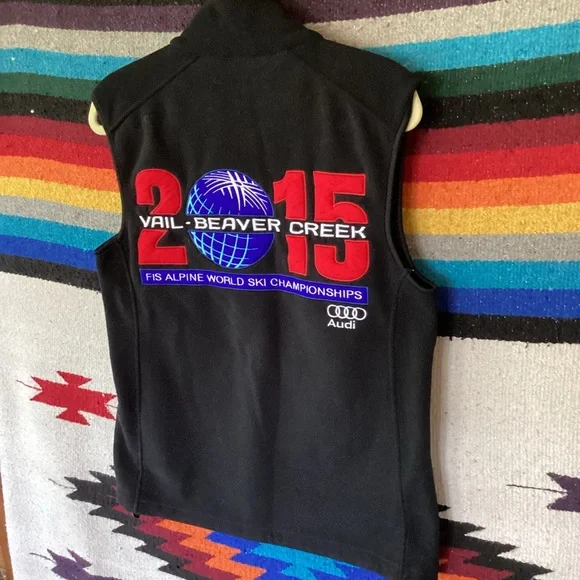 2015
VAIL-BEAVER CREEK
FIS ALPINE WORLD SKI CHAMPIONSHIPS
Audi